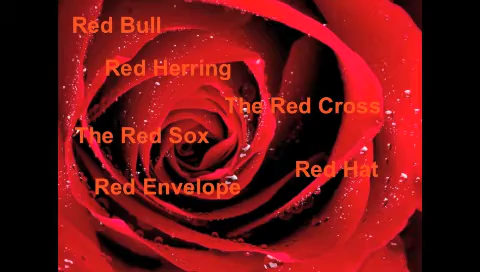 Red Bull
Red Herring
The Red Cross
The Red Sox
Red Hat
Red Envelope